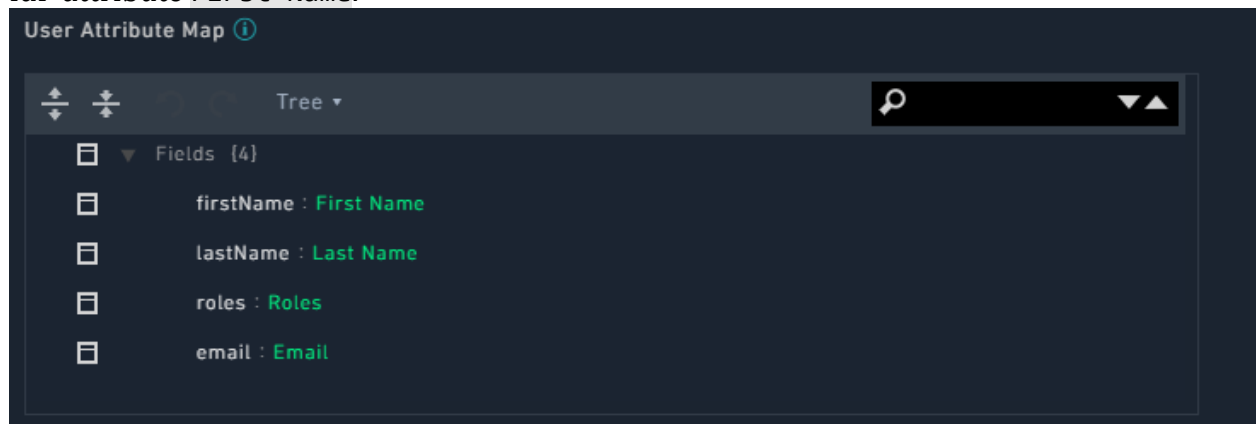 User Attribute Map
Tree
Fields {4}
firstName : First Name
lastName : Last Name
roles : Roles
email : Email